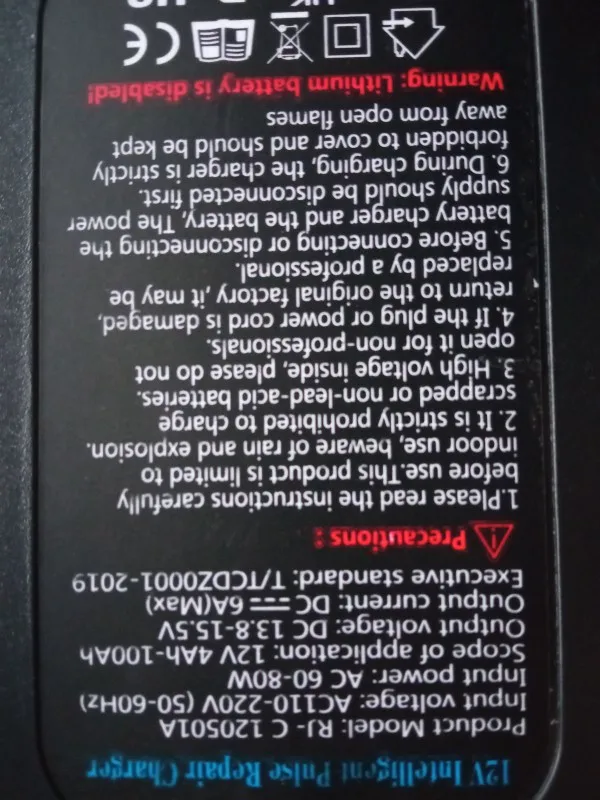 12V Intelligent Pulse Repair Charger
Product Model: RJ- C 120501A
Input voltage: AC110-220V (50-60Hz)
Input power: AC 60-80W
Scope of application: 12V 4Ah-100Ah
Output voltage: DC 13.8-15.5V
Output current: DC 6A(Max)
Executive standard: T/TCDZ0001-2019
Precautions :
1.Please read the instructions carefully
before use.This product is limited to
indoor use, beware of rain and explosion.
2. It is strictly prohibited to charge
scrapped or non-lead-acid batteries.
3. High voltage inside, please do not
open it for non-professionals.
4. If the plug or power cord is damaged,
return to the original factory ,it may be
replaced by a professional.
5. Before connecting or disconnecting the
battery charger and the battery, The power
supply should be disconnected first.
6. During charging, the charger is strictly
forbidden to cover and should be kept
away from open flames
Warning: Lithium battery is disabled!
CE